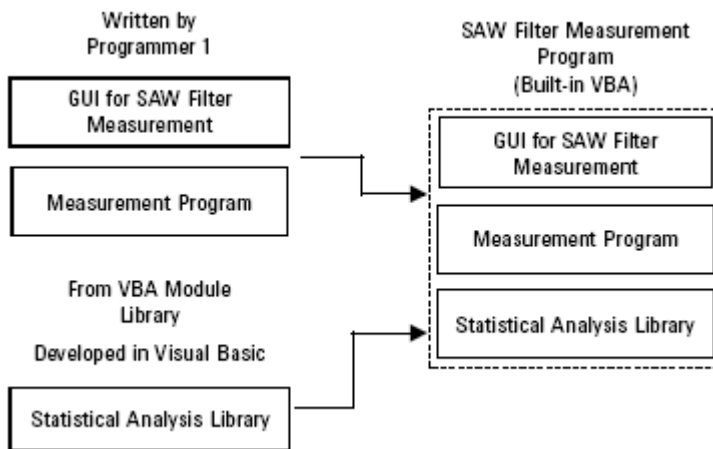 Written by
Programmer 1
GUI for SAW Filter
Measurement
Measurement Program
From VBA Module
Library
Developed in Visual Basic
Statistical Analysis Library
SAW Filter Measurement
Program
(Built-in VBA)
GUI for SAW Filter
Measurement
Measurement Program
Statistical Analysis Library